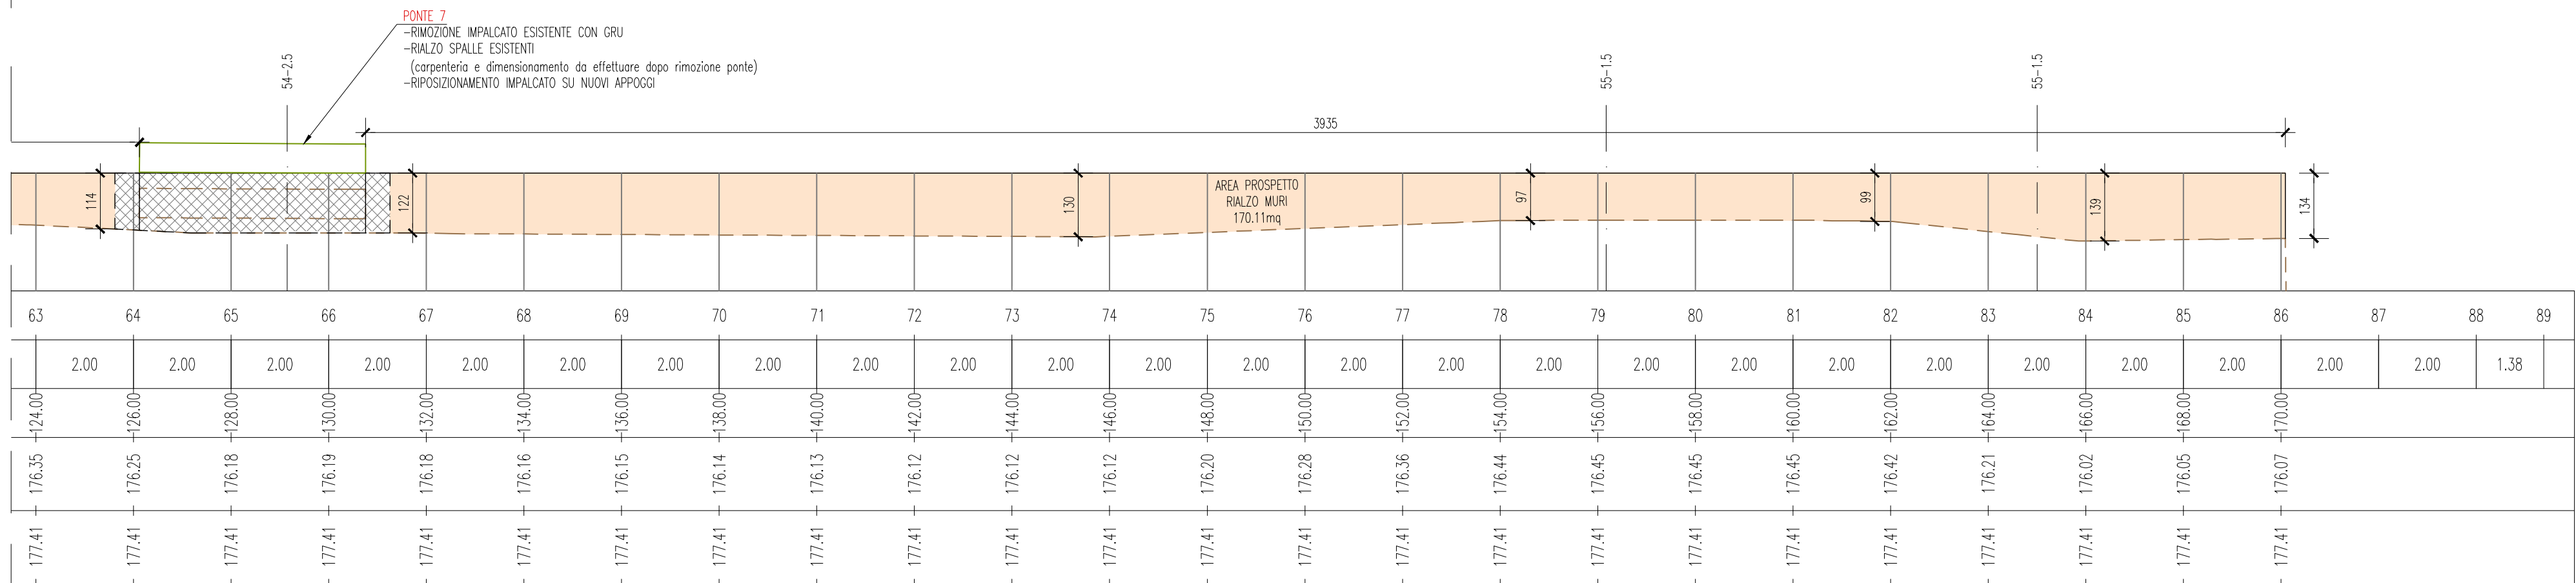 PONTE 7
-RIMOZIONE IMPALCATO ESISTENTE CON GRU
-RIALZO SPALLE ESISTENTI
(carpenteria e dimensionamento da effettuare dopo rimozione ponte)
-RIPOSIZIONAMENTO IMPALCATO SU NUOVI APPOGGI
54-2.5
55-1.5
55-1.5
3935
114
122
130
AREA PROSPETTO
RIALZO MURI
170.11mq
97
99
139
134
63 64 65 66 67 68 69 70 71 72 73 74 75 76 77 78 79 80 81 82 83 84 85 86 87 88 89
2.00 2.00 2.00 2.00 2.00 2.00 2.00 2.00 2.00 2.00 2.00 2.00 2.00 2.00 2.00 2.00 2.00 2.00 2.00 2.00 2.00 2.00 2.00 2.00 2.00 1.38
124.00 126.00 128.00 130.00 132.00 134.00 136.00 138.00 140.00 142.00 144.00 146.00 148.00 150.00 152.00 154.00 156.00 158.00 160.00 162.00 164.00 166.00 168.00 170.00
176.35 176.25 176.18 176.19 176.18 176.16 176.15 176.14 176.13 176.12 176.12 176.12 176.20 176.28 176.36 176.44 176.45 176.45 176.45 176.42 176.21 176.02 176.05 176.07
177.41 177.41 177.41 177.41 177.41 177.41 177.41 177.41 177.41 177.41 177.41 177.41 177.41 177.41 177.41 177.41 177.41 177.41 177.41 177.41 177.41 177.41 177.41 177.41